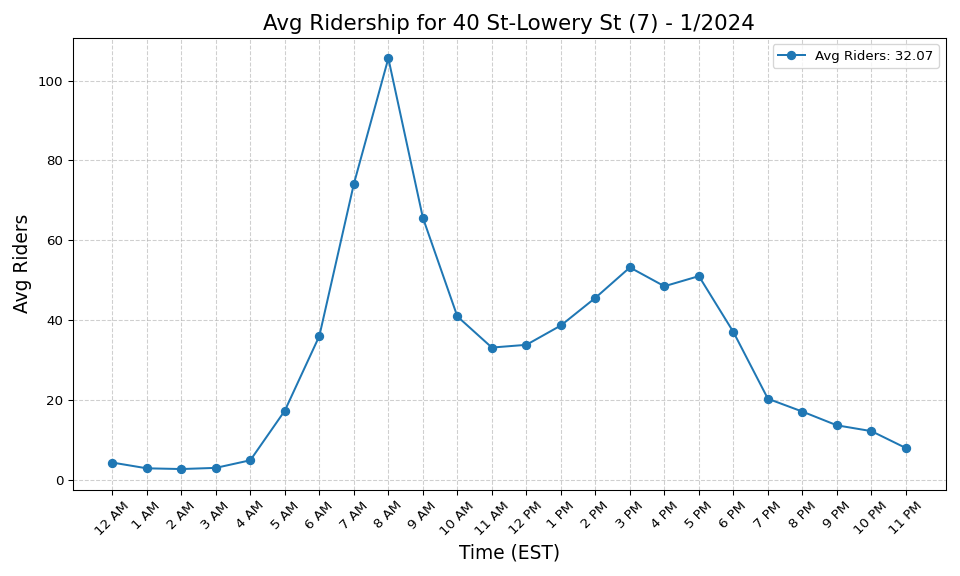 Avg Ridership for 40 St-Lowery St (7) - 1/2024
Avg Riders: 32.07
Avg Riders
100
80
60
40
20
0
12 AM
1 AM
2 AM
3 AM
4 AM
5 AM
6 AM
7 AM
8 AM
9 AM
10 AM
11 AM
12 PM
1 PM
2 PM
3 PM
4 PM
5 PM
6 PM
7 PM
8 PM
9 PM
10 PM
11 PM
Time (EST)